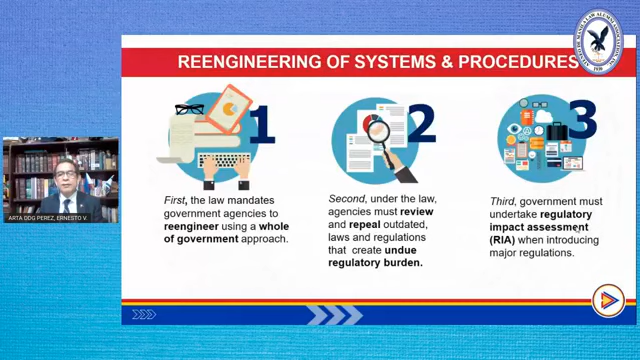 REENGINEERING OF SYSTEMS & PROCEDURES
1
First, the law mandates
government agencies to
reengineer using a whole
of government approach.
2
Second, under the law,
agencies must review
and repeal outdated,
laws and regulations
that create undue
regulatory burden.
3
Third, government must
undertake regulatory
impact assessment
(RIA) when introducing
major regulations.
ARTA ODG PEREZ, ERNESTO V.